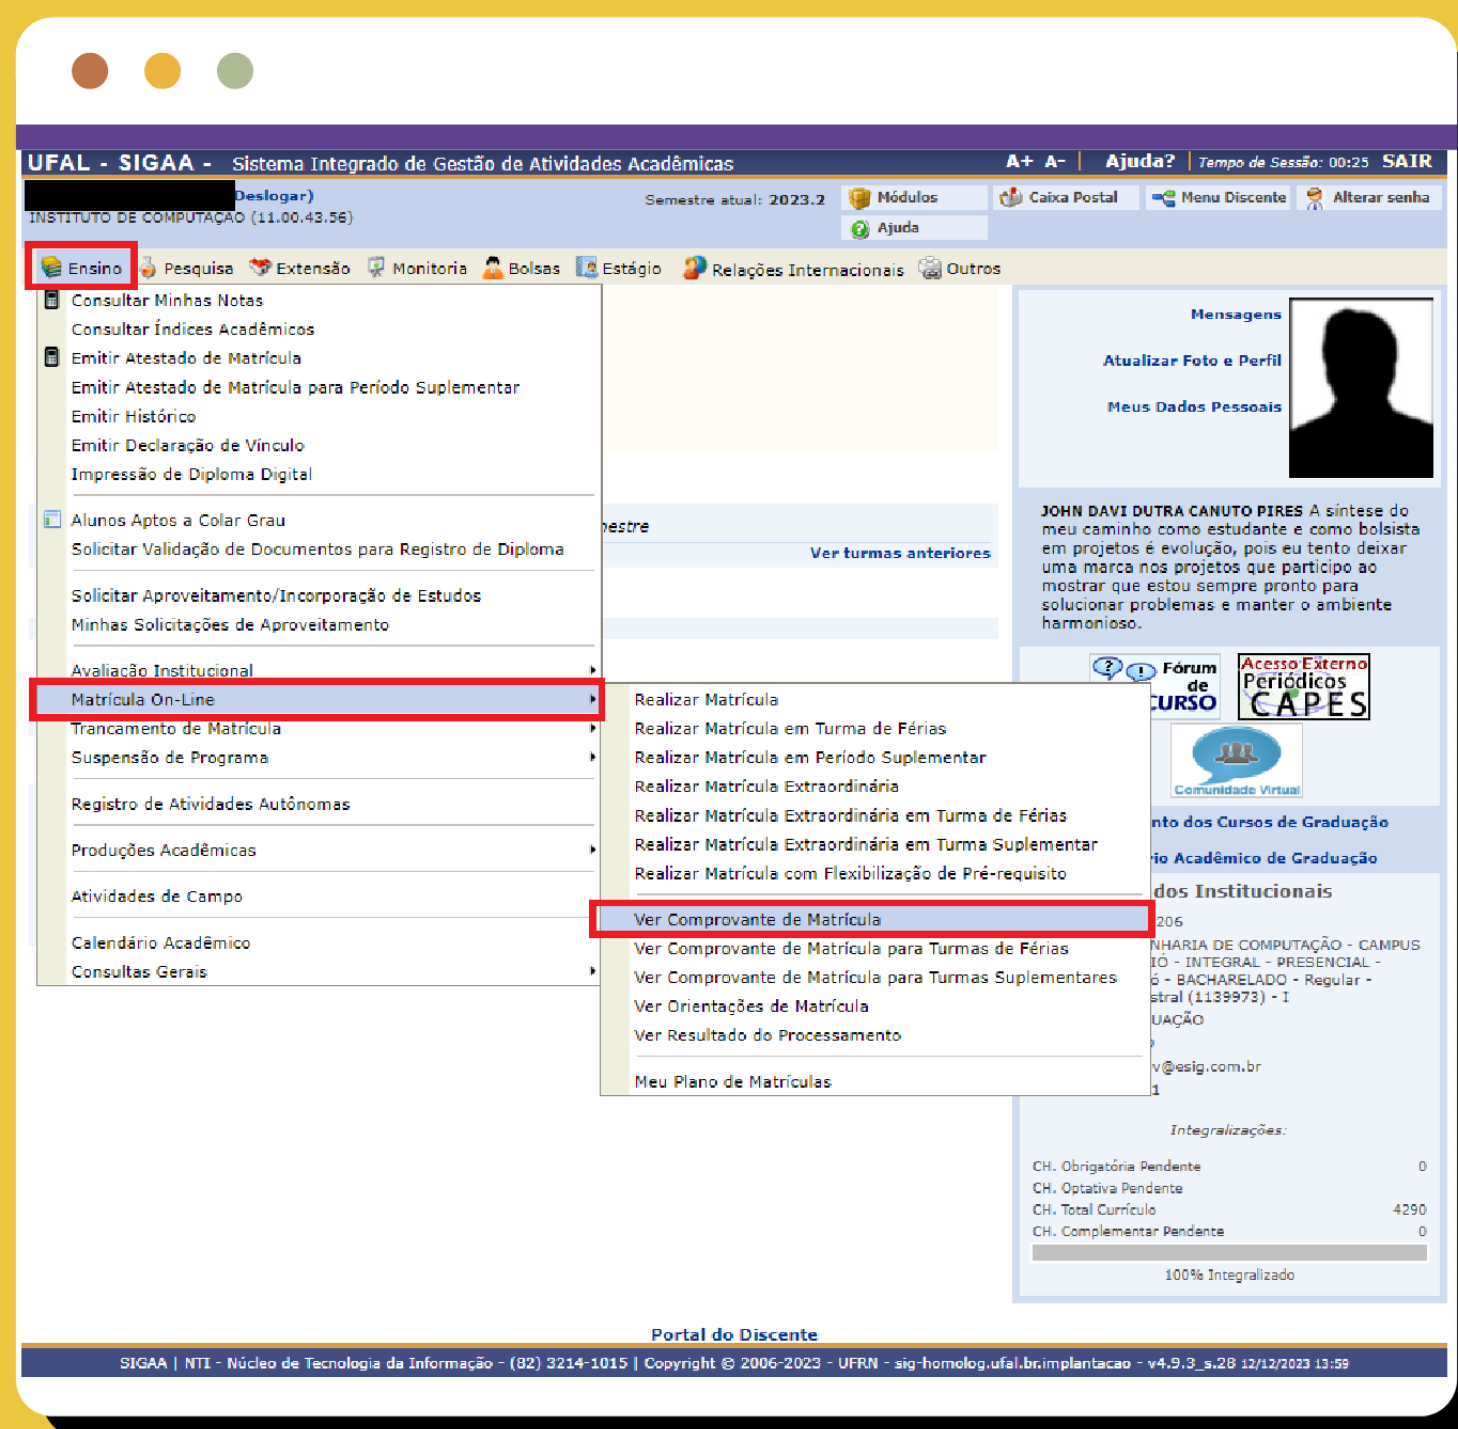 UFAL - SIGAA - Sistema Integrado de Gestão de Atividades Acadêmicas
A+ A- | Ajuda? | Tempo de Sessão: 00:25 SAIR
Deslogar)
INSTITUTO DE COMPUTAÇÃO (11.00.43.56)
Semestre atual: 2023.2
Módulos
Caixa Postal
Menu Discente
Alterar senha
Ajuda
Ensino Pesquisa Extensão Monitoria Bolsas Estágio Relações Internacionais Outros
Consultar Minhas Notas
Consultar Índices Acadêmicos
Emitir Atestado de Matrícula
Emitir Atestado de Matrícula para Período Suplementar
Emitir Histórico
Emitir Declaração de Vínculo
Impressão de Diploma Digital
Alunos Aptos a Colar Grau
Solicitar Validação de Documentos para Registro de Diploma
Solicitar Aproveitamento/Incorporação de Estudos
Minhas Solicitações de Aproveitamento
Avaliação Institucional
Matrícula On-Line
Trancamento de Matrícula
Suspensão de Programa
Registro de Atividades Autônomas
Produções Acadêmicas
Atividades de Campo
Calendário Acadêmico
Consultas Gerais
Realizar Matrícula
Realizar Matrícula em Turma de Férias
Realizar Matrícula em Período Suplementar
Realizar Matrícula Extraordinária
Realizar Matrícula Extraordinária em Turma de Férias
Realizar Matrícula Extraordinária em Turma Suplementar
Realizar Matrícula com Flexibilização de Pré-requisito
Ver Comprovante de Matrícula
Ver Comprovante de Matrícula para Turmas de Férias
Ver Comprovante de Matrícula para Turmas Suplementares
Ver Orientações de Matrícula
Ver Resultado do Processamento
Meu Plano de Matrículas
nestre
Ver turmas anteriores
Mensagens
Atualizar Foto e Perfil
Meus Dados Pessoais
JOHN DAVI DUTRA CANUTO PIRES A síntese do
meu caminho como estudante e como bolsista
em projetos é evolução, pois eu tento deixar
uma marca nos projetos que participo ao
mostrar que estou sempre pronto para
solucionar problemas e manter o ambiente
harmonioso.
Fórum
de
CURSO
Acesso Externo
Periódicos
CAPES
Comunidade Virtual
nto dos Cursos de Graduação
rio Acadêmico de Graduação
dos Institucionais
206
NHARIA DE COMPUTAÇÃO - CAMPUS
IÓ - INTEGRAL - PRESENCIAL -
ó - BACHARELADO - Regular -
stral (1139973) - I
UAÇÃO
v@esig.com.br
1
Integralizações:
CH. Obrigatória Pendente 0
CH. Optativa Pendente
CH. Total Currículo 4290
CH. Complementar Pendente 0
100% Integralizado
Portal do Discente
SIGAA | NTI - Núcleo de Tecnologia da Informação - (82) 3214-1015 | Copyright © 2006-2023 - UFRN - sig-homolog.ufal.br.implantacao - v4.9.3_s.28 12/12/2023 13:59